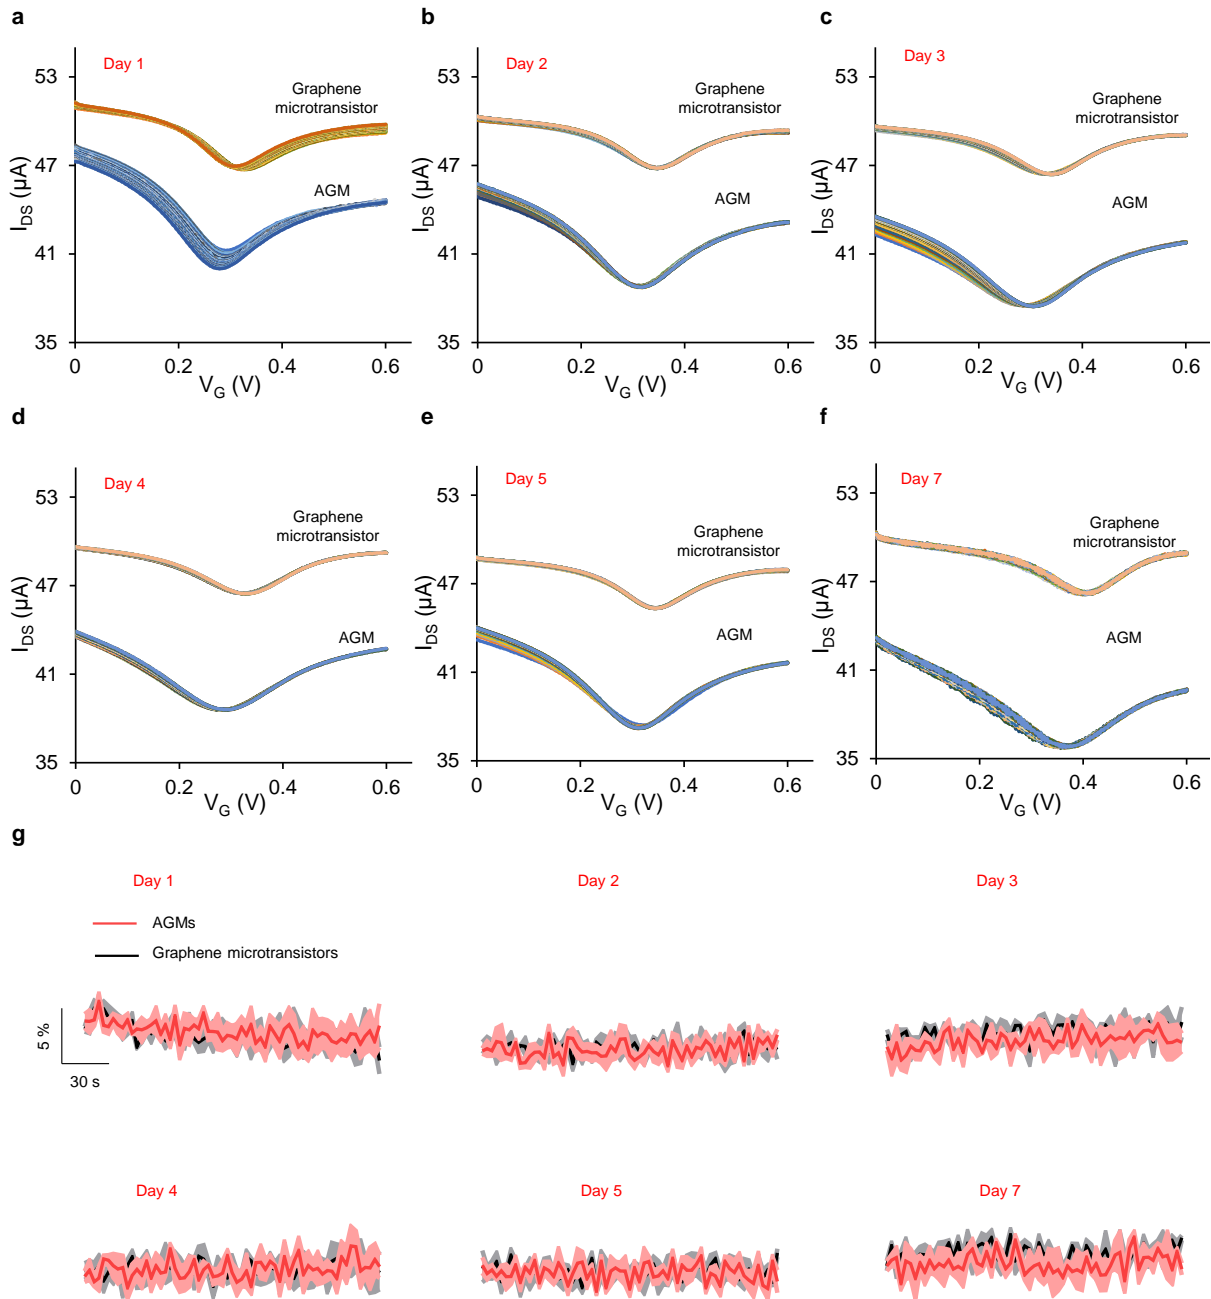 a
Day 1
Graphene
microtransistor
AGM
53
47
41
35
I_DS (µA)
0
0.2
0.4
0.6
V_G (V)
b
Day 2
Graphene
microtransistor
AGM
53
47
41
35
I_DS (µA)
0
0.2
0.4
0.6
V_G (V)
c
Day 3
Graphene
microtransistor
AGM
53
47
41
35
I_DS (µA)
0
0.2
0.4
0.6
V_G (V)
d
Day 4
Graphene
microtransistor
AGM
53
47
41
35
I_DS (µA)
0
0.2
0.4
0.6
V_G (V)
e
Day 5
Graphene
microtransistor
AGM
53
47
41
35
I_DS (µA)
0
0.2
0.4
0.6
V_G (V)
f
Day 7
Graphene
microtransistor
AGM
53
47
41
35
I_DS (µA)
0
0.2
0.4
0.6
V_G (V)
g
Day 1
Day 2
Day 3
AGMs
Graphene microtransistors
5 %
30 s
Day 4
Day 5
Day 7